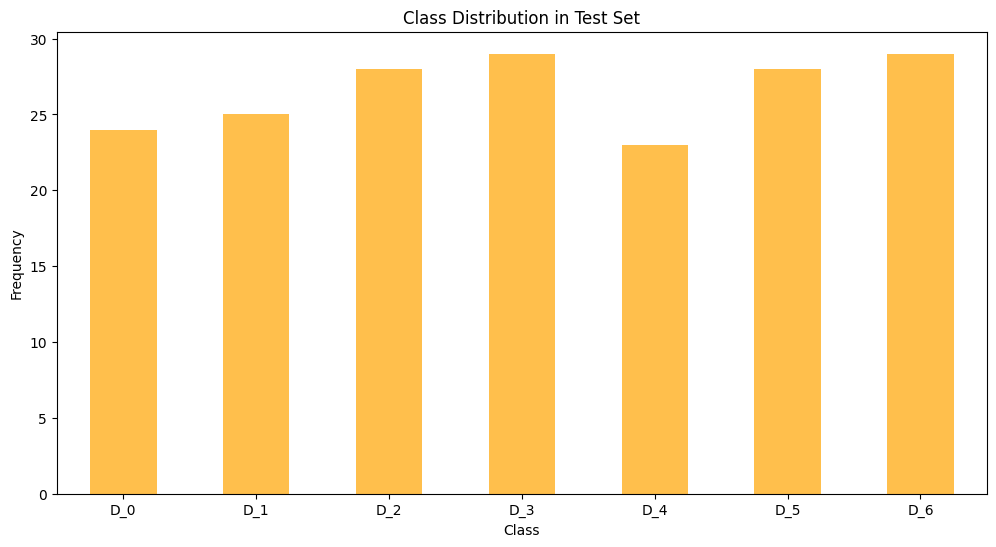 Class Distribution in Test Set
30
25
20
15
10
5
0
Frequency
D_0 D_1 D_2 D_3 D_4 D_5 D_6
Class